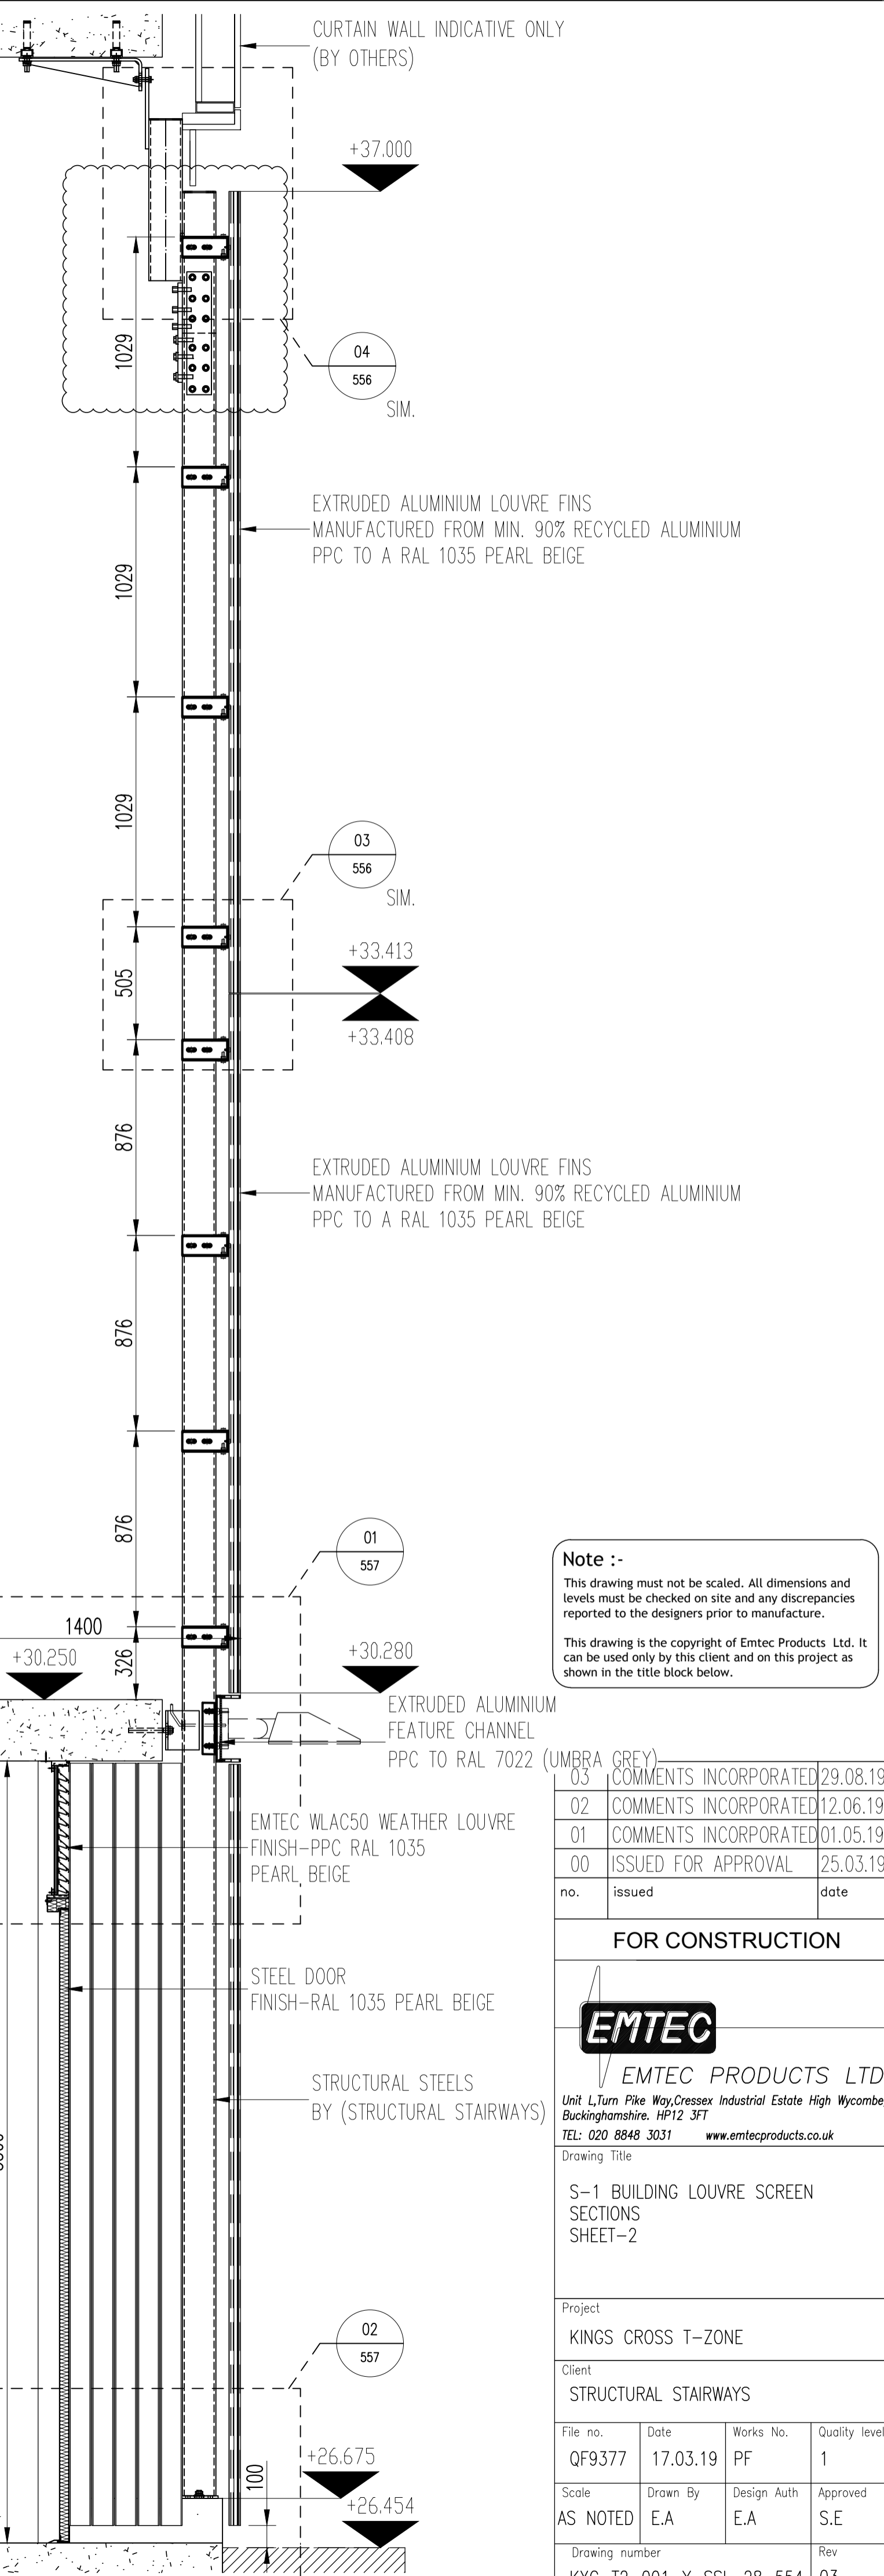 CURTAIN WALL INDICATIVE ONLY
(BY OTHERS)
+37.000
1029
04
556
SIM.
EXTRUDED ALUMINIUM LOUVRE FINS
MANUFACTURED FROM MIN. 90% RECYCLED ALUMINIUM
PPC TO A RAL 1035 PEARL BEIGE
1029
1029
03
556
SIM.
+33.413
505
+33.408
876
EXTRUDED ALUMINIUM LOUVRE FINS
MANUFACTURED FROM MIN. 90% RECYCLED ALUMINIUM
PPC TO A RAL 1035 PEARL BEIGE
876
876
01
557
1400
+30.250
326
+30.280
EXTRUDED ALUMINIUM
FEATURE CHANNEL
PPC TO RAL 7022 (UMBRA GREY)
EMTEC WLAC50 WEATHER LOUVRE
FINISH-PPC RAL 1035
PEARL BEIGE
STEEL DOOR
FINISH-RAL 1035 PEARL BEIGE
STRUCTURAL STEELS
BY (STRUCTURAL STAIRWAYS)
02
557
+26.675
100
+26.454
Note :-
This drawing must not be scaled. All dimensions and
levels must be checked on site and any discrepancies
reported to the designers prior to manufacture.
This drawing is the copyright of Emtec Products Ltd. It
can be used only by this client and on this project as
shown in the title block below.
03 COMMENTS INCORPORATED 29.08.19
02 COMMENTS INCORPORATED 12.06.19
01 COMMENTS INCORPORATED 01.05.19
00 ISSUED FOR APPROVAL 25.03.19
no. issued date
FOR CONSTRUCTION
EMTEC
EMTEC PRODUCTS LTD
Unit L,Turn Pike Way,Cressex Industrial Estate High Wycombe,
Buckinghamshire. HP12 3FT
TEL: 020 8848 3031 www.emtecproducts.co.uk
Drawing Title
S-1 BUILDING LOUVRE SCREEN
SECTIONS
SHEET-2
Project
KINGS CROSS T-ZONE
Client
STRUCTURAL STAIRWAYS
File no. Date Works No. Quality level
QF9377 17.03.19 PF 1
Scale Drawn By Design Auth Approved
AS NOTED E.A E.A S.E
Drawing number Rev